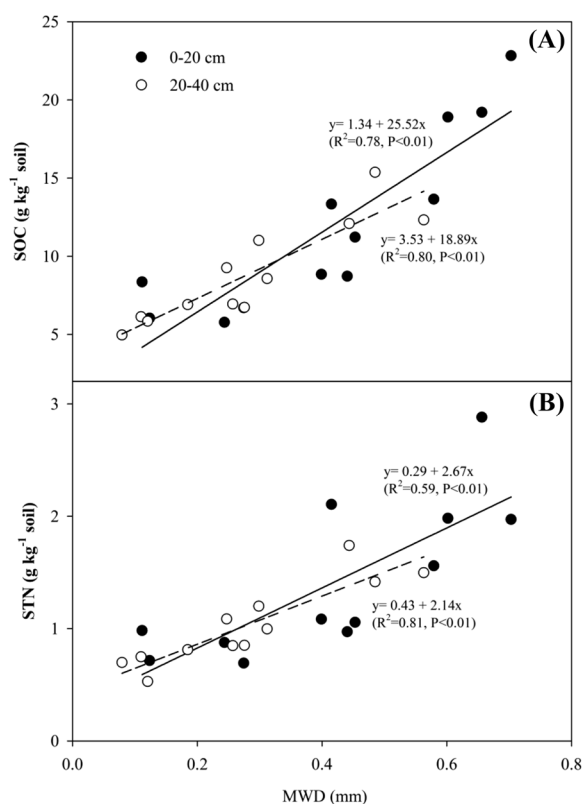 25
(A)
0-20 cm
20-40 cm
20
y= 1.34 + 25.52x
(R²=0.78, P<0.01)
15
SOC (g kg⁻¹ soil)
y= 3.53 + 18.89x
(R²=0.80, P<0.01)
10
5
(B)
3
y= 0.29 + 2.67x
(R²=0.59, P<0.01)
2
STN (g kg⁻¹ soil)
y= 0.43 + 2.14x
(R²=0.81, P<0.01)
1
0
0.0 0.2 0.4 0.6 0.8
MWD (mm)